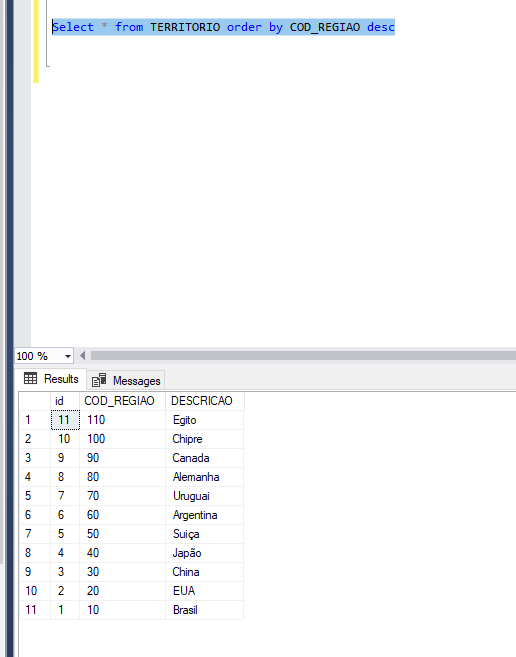 Select * from TERRITORIO order by COD_REGIAO desc
100 %
Results Messages
id COD_REGIAO DESCRICAO
1 11 110 Egito
2 10 100 Chipre
3 9 90 Canada
4 8 80 Alemanha
5 7 70 Uruguai
6 6 60 Argentina
7 5 50 Suiça
8 4 40 Japão
9 3 30 China
10 2 20 EUA
11 1 10 Brasil